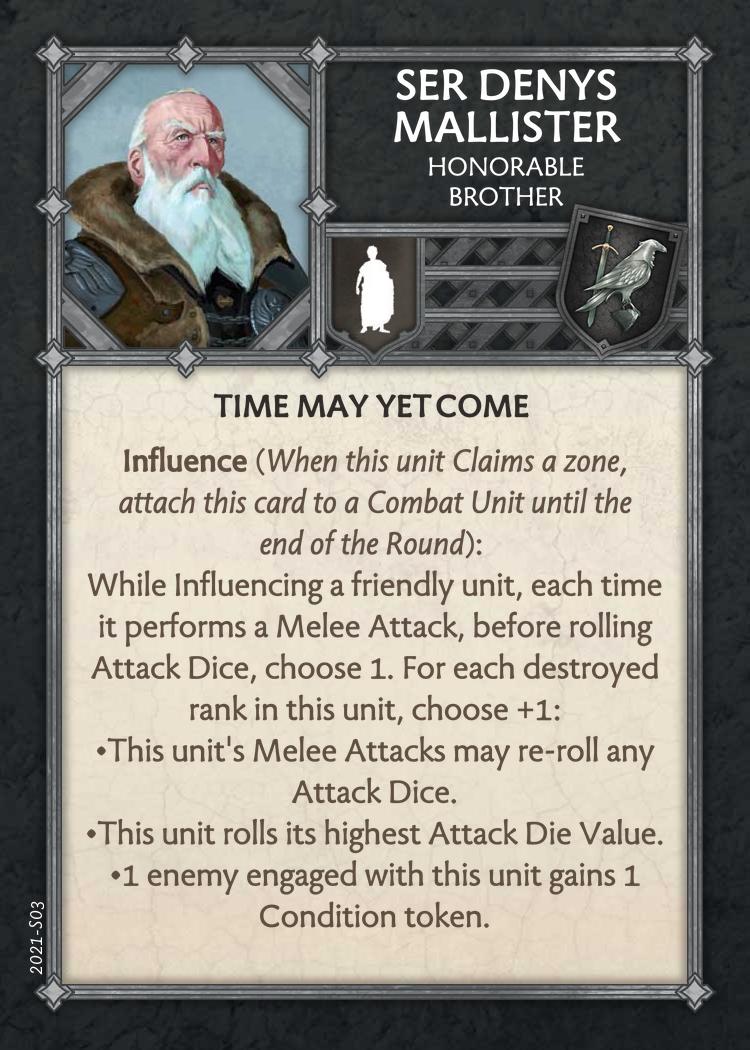 SER DENYS
MALLISTER
HONORABLE
BROTHER
TIME MAY YET COME
Influence (When this unit Claims a zone,
attach this card to a Combat Unit until the
end of the Round):
While Influencing a friendly unit, each time
it performs a Melee Attack, before rolling
Attack Dice, choose 1. For each destroyed
rank in this unit, choose +1:
•This unit's Melee Attacks may re-roll any
Attack Dice.
•This unit rolls its highest Attack Die Value.
•1 enemy engaged with this unit gains 1
Condition token.
2021-S03